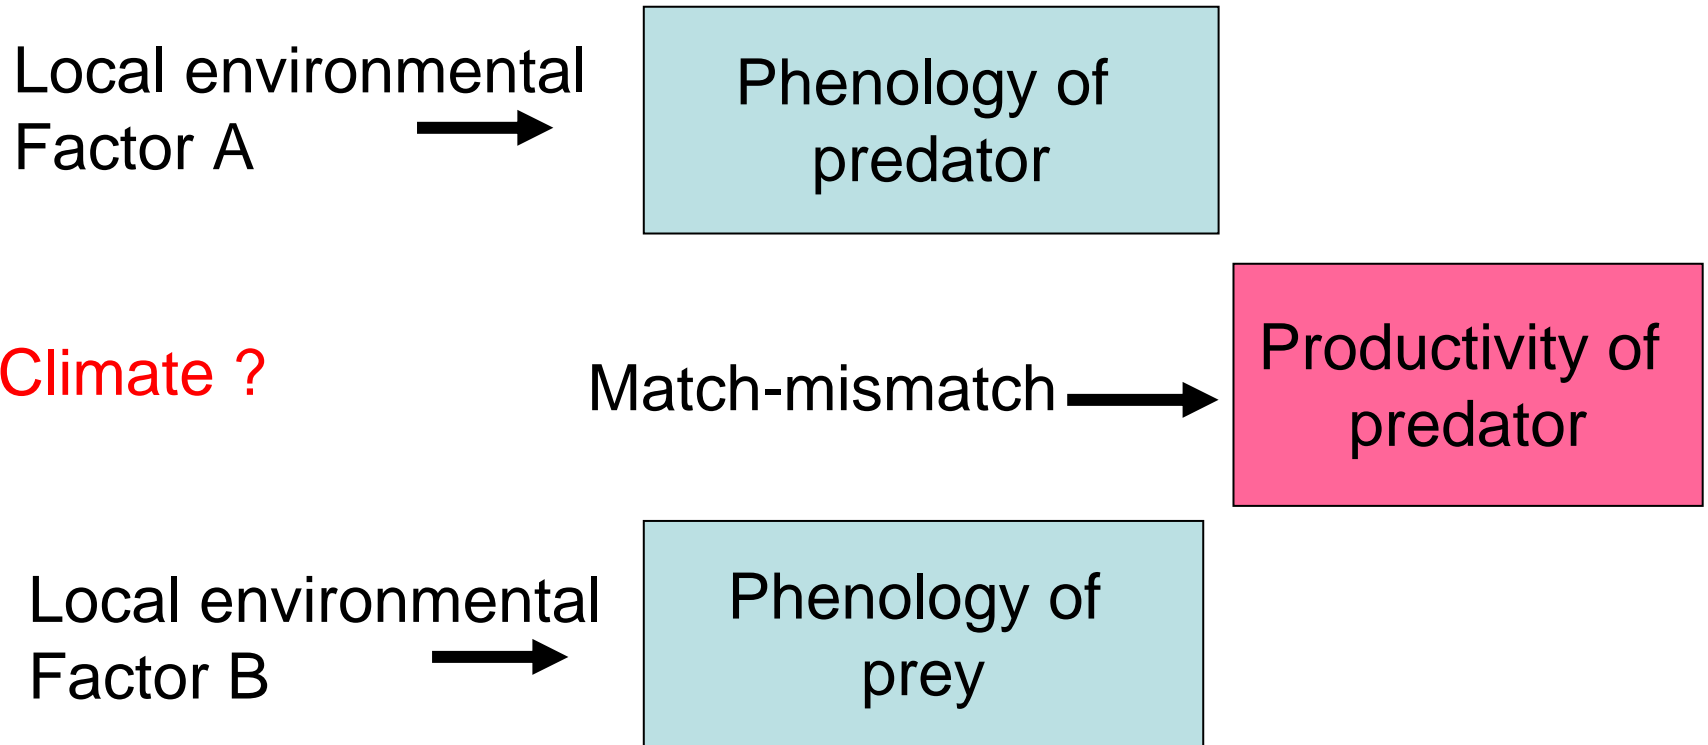 Local environmental
Factor A
Phenology of
predator
Climate ?
Match-mismatch
Productivity of
predator
Local environmental
Factor B
Phenology of
prey